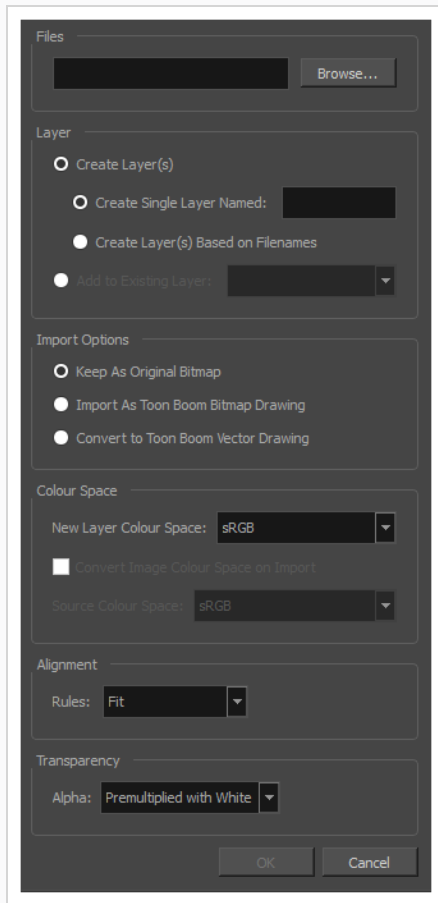 Files
Browse...
Layer
Create Layer(s)
Create Single Layer Named:
Create Layer(s) Based on Filenames
Add to Existing Layer:
Import Options
Keep As Original Bitmap
Import As Toon Boom Bitmap Drawing
Convert to Toon Boom Vector Drawing
Colour Space
New Layer Colour Space: sRGB
Convert Image Colour Space on Import
Source Colour Space: sRGB
Alignment
Rules: Fit
Transparency
Alpha: Premultiplied with White
OK Cancel